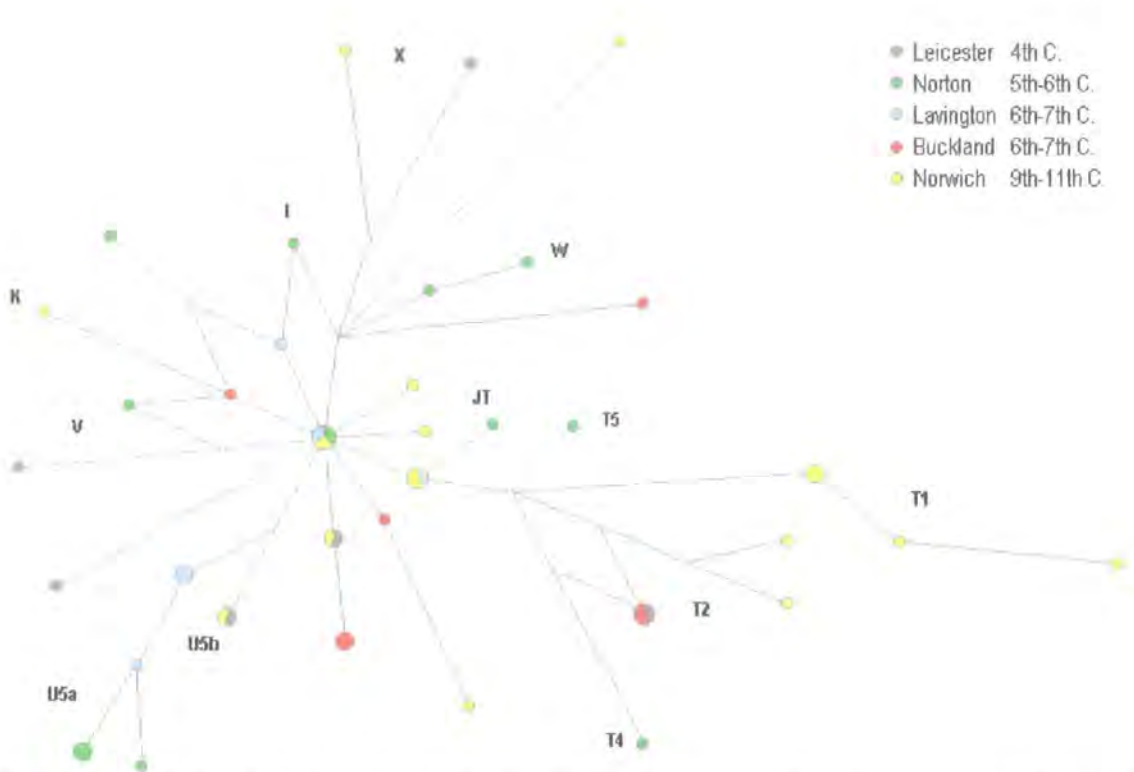 X
Leicester 4th C.
Norton 5th-6th C.
Lavington 6th-7th C.
Buckland 6th-7th C.
Norwich 9th-11th C.
I
W
K
JT
T5
V
T1
T2
U5b
U5a
T4